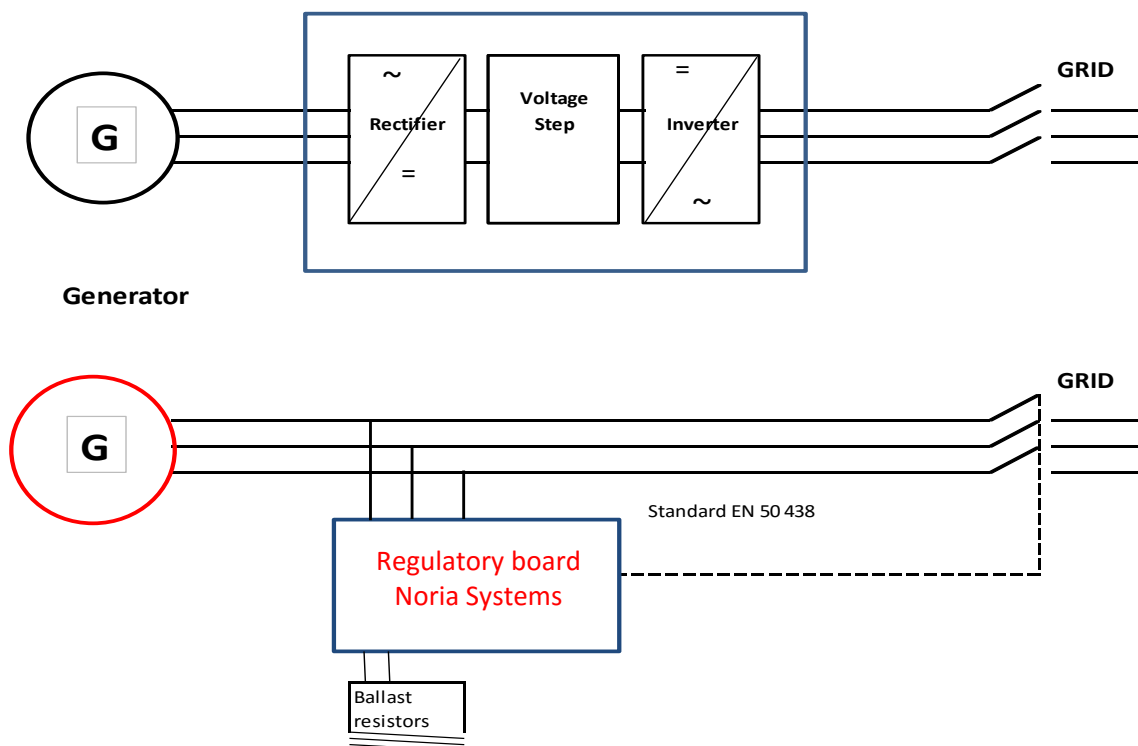 GRID
~
=
Voltage
Step
Rectifier
Inverter
G
=
~
Generator
GRID
G
Standard EN 50 438
Regulatory board
Noria Systems
Ballast
resistors